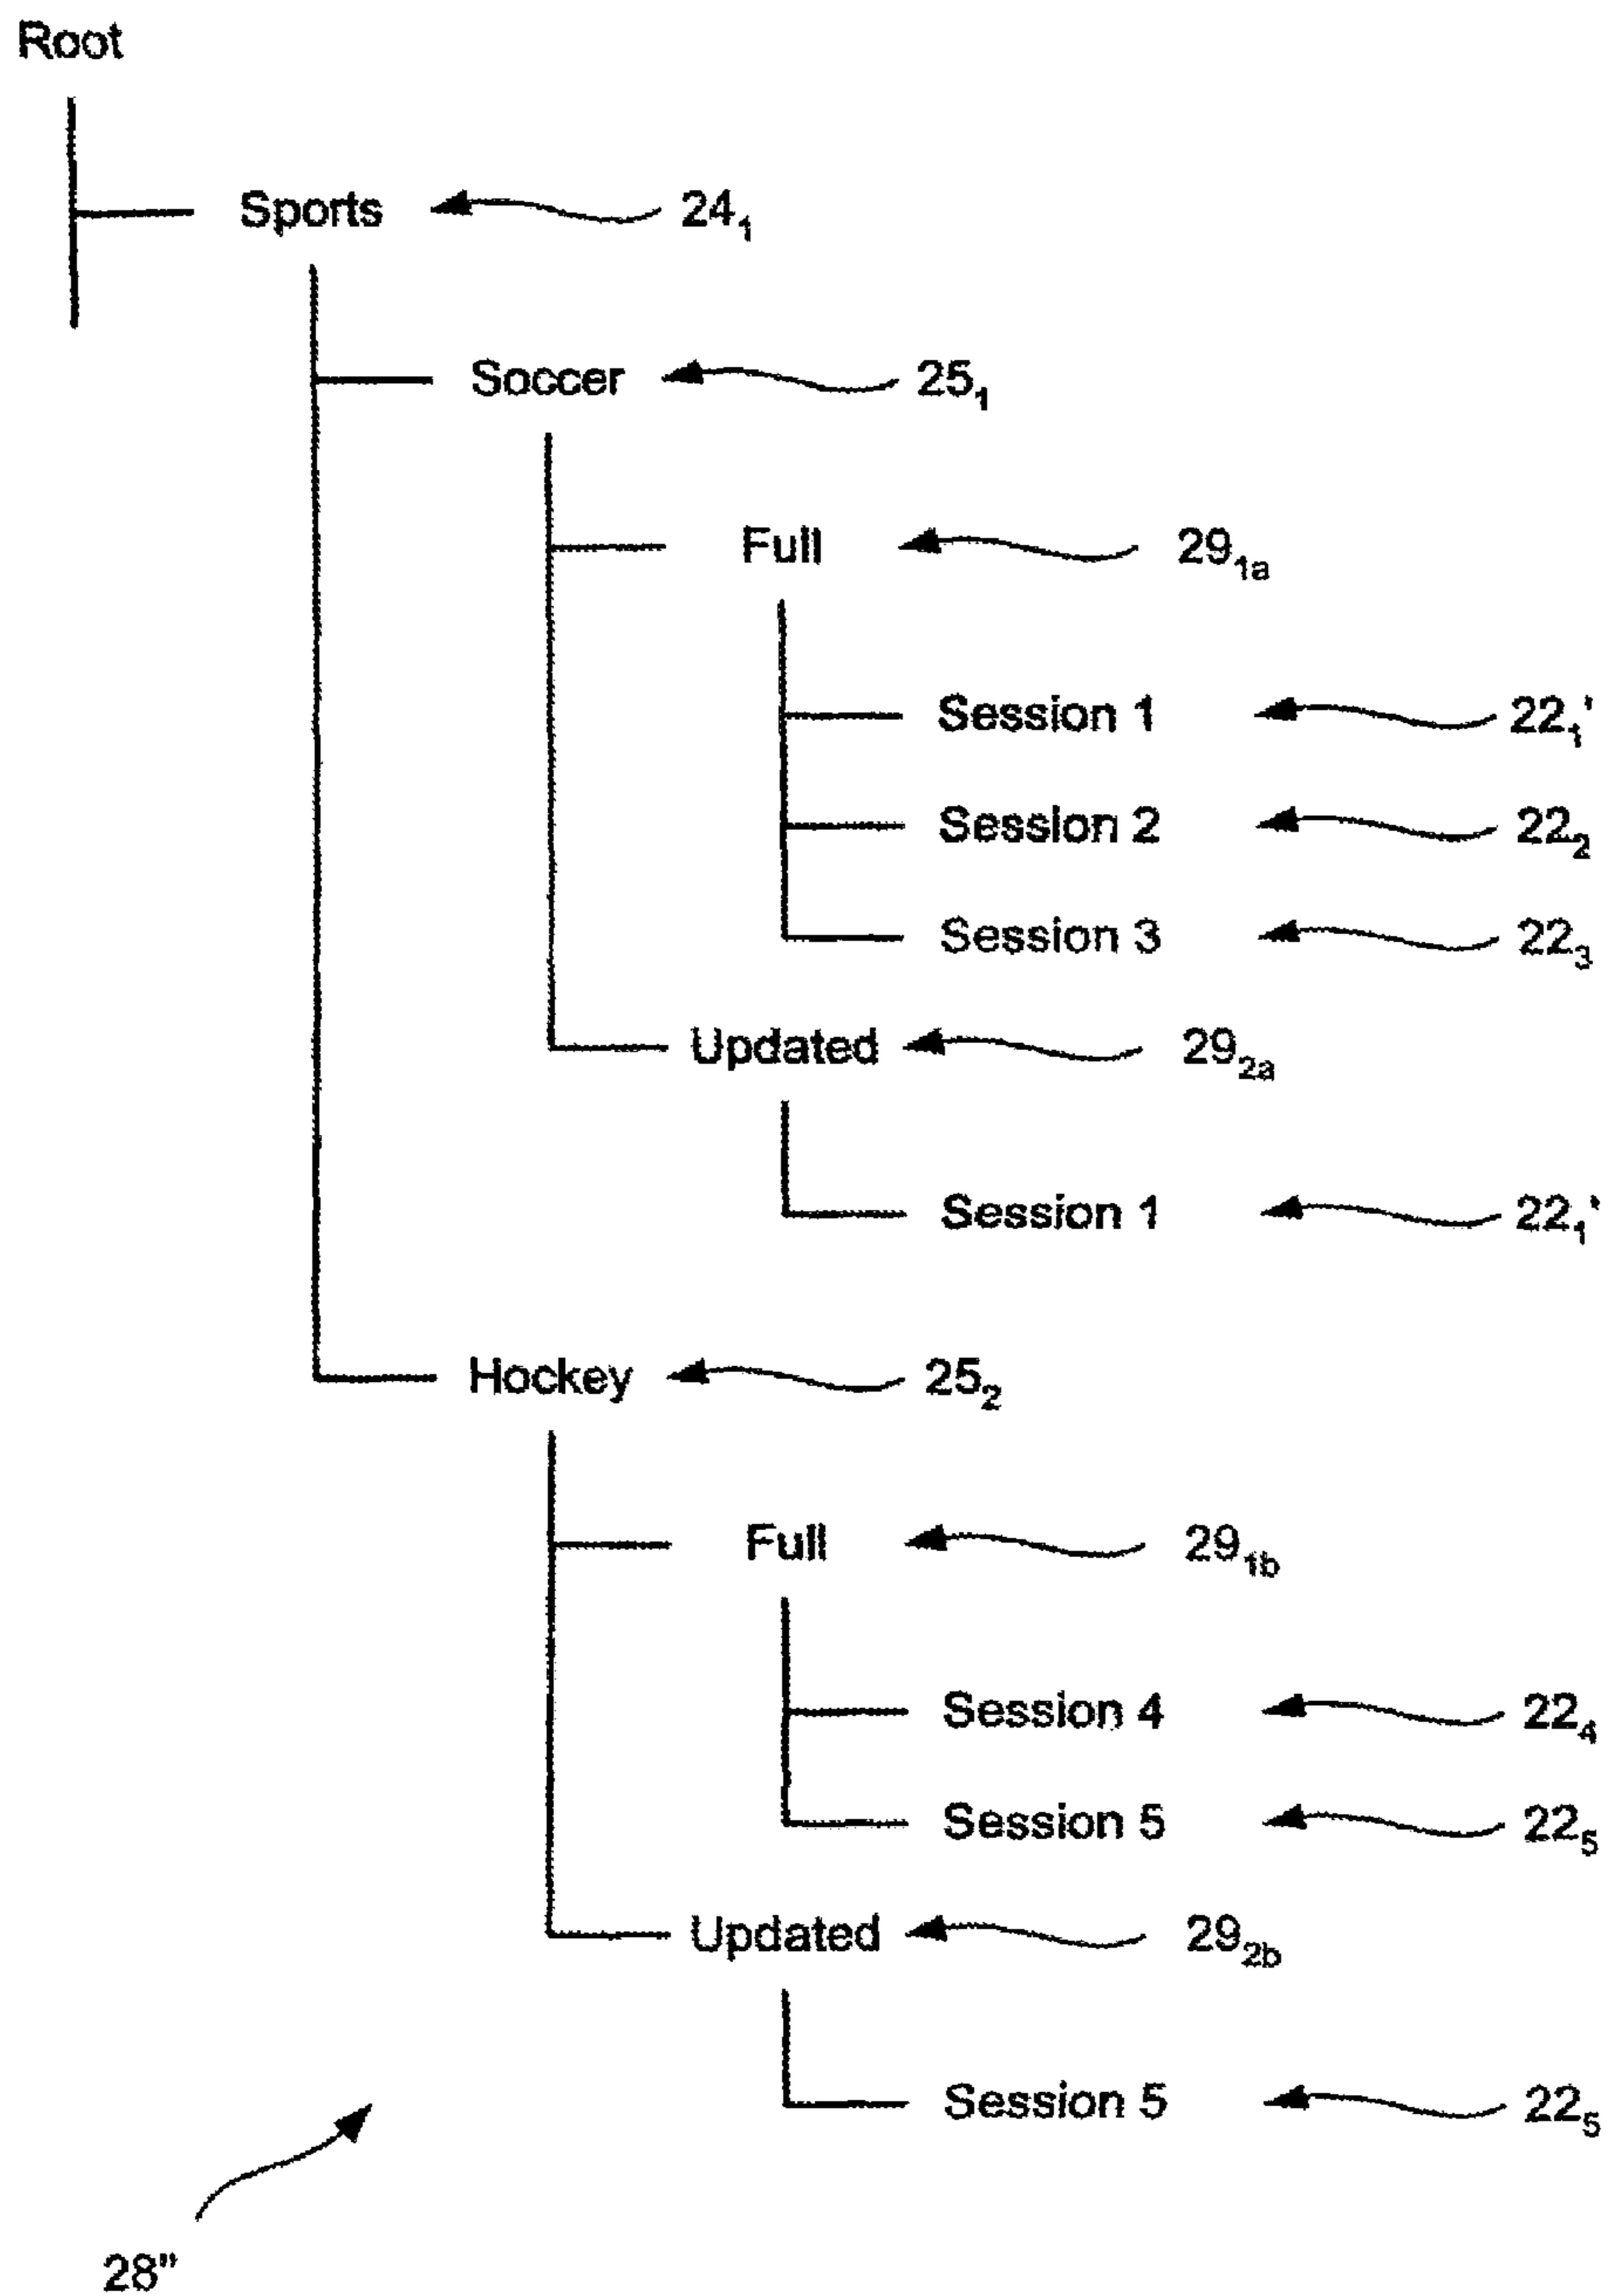 Root
Sports 24₁
Soccer 25₁
Full 29₁ₐ
Session 1 22₁'
Session 2 22₂
Session 3 22₃
Updated 29₂ₐ
Session 1 22₁'
Hockey 25₂
Full 29₁b
Session 4 22₄
Session 5 22₅
Updated 29₂b
Session 5 22₅
28"